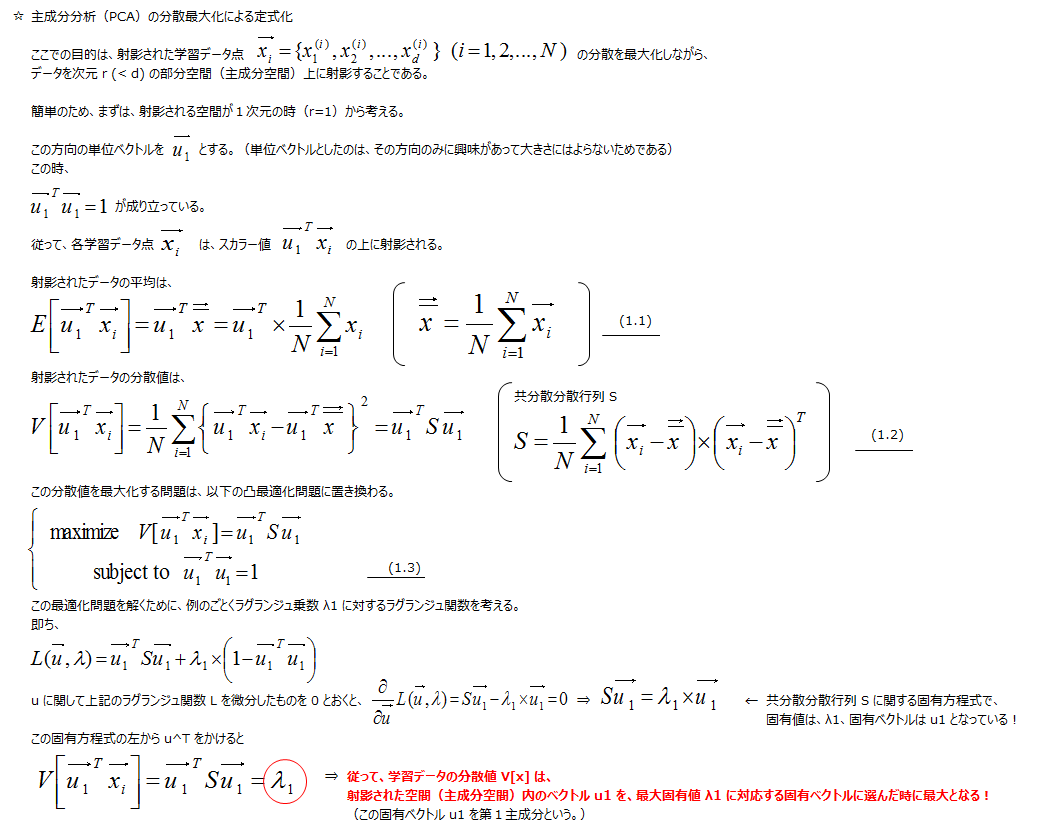 ☆ 主成分分析（PCA）の分散最大化による定式化
ここでの目的は、射影された学習データ点 $\overrightarrow{x_i} = \{x_1^{(i)}, x_2^{(i)}, ..., x_d^{(i)}\}$ $(i=1,2,...,N)$ の分散を最大化しながら、
データを次元 r (< d) の部分空間（主成分空間）上に射影することである。
簡単のため、まずは、射影される空間が１次元の時（r=1）から考える。
この方向の単位ベクトルを $\overrightarrow{u_1}$ とする。（単位ベクトルとしたのは、その方向のみに興味があって大きさにはよらないためである）
この時、
$\overrightarrow{u_1}^T \overrightarrow{u_1} = 1$ が成り立っている。
従って、各学習データ点 $\overrightarrow{x_i}$ は、スカラー値 $\overrightarrow{u_1}^T \overrightarrow{x_i}$ の上に射影される。
射影されたデータの平均は、
$E\left[\overrightarrow{u_1}^T \overrightarrow{x_i}\right] = \overrightarrow{u_1}^T \overrightarrow{\overline{x}} = \overrightarrow{u_1}^T \times \frac{1}{N}\sum_{i=1}^{N} x_i$ $\left( \overrightarrow{\overline{x}} = \frac{1}{N}\sum_{i=1}^{N} \overrightarrow{x_i} \right)$ (1.1)
射影されたデータの分散値は、
共分散分散行列 S
$V\left[\overrightarrow{u_1}^T \overrightarrow{x_i}\right] = \frac{1}{N}\sum_{i=1}^{N}\left\{\overrightarrow{u_1}^T \overrightarrow{x_i} - \overrightarrow{u_1}^T \overrightarrow{\overline{x}}\right\}^2 = \overrightarrow{u_1}^T S \overrightarrow{u_1}$ $\left( S = \frac{1}{N}\sum_{i=1}^{N}\left(\overrightarrow{x_i} - \overrightarrow{\overline{x}}\right) \times \left(\overrightarrow{x_i} - \overrightarrow{\overline{x}}\right)^T \right)$ (1.2)
この分散値を最大化する問題は、以下の凸最適化問題に置き換わる。
maximize $V[\overrightarrow{u_1}^T \overrightarrow{x_i}] = \overrightarrow{u_1}^T S \overrightarrow{u_1}$
subject to $\overrightarrow{u_1}^T \overrightarrow{u_1} = 1$ (1.3)
この最適化問題を解くために、例のごとくラグランジュ乗数 λ1 に対するラグランジュ関数を考える。
即ち、
$L(\overrightarrow{u}, \lambda) = \overrightarrow{u_1}^T S \overrightarrow{u_1} + \lambda_1 \times \left(1 - \overrightarrow{u_1}^T \overrightarrow{u_1}\right)$
u に関して上記のラグランジュ関数 L を微分したものを 0 とおくと、 $\frac{\partial}{\partial \overrightarrow{u}} L(\overrightarrow{u}, \lambda) = S\overrightarrow{u_1} - \lambda_1 \times \overrightarrow{u_1} = 0$ ⇒ $S\overrightarrow{u_1} = \lambda_1 \times \overrightarrow{u_1}$ ← 共分散分散行列 S に関する固有方程式で、
固有値は、λ1、固有ベクトルは u1 となっている！
この固有方程式の左から u^T をかけると
$V\left[\overrightarrow{u_1}^T \overrightarrow{x_i}\right] = \overrightarrow{u_1}^T S \overrightarrow{u_1} = \lambda_1$ ⇒ 従って、学習データの分散値 V[x] は、
射影された空間（主成分空間）内のベクトル u1 を、最大固有値 λ1 に対応する固有ベクトルに選んだ時に最大となる！
（この固有ベクトル u1 を第１主成分という。）